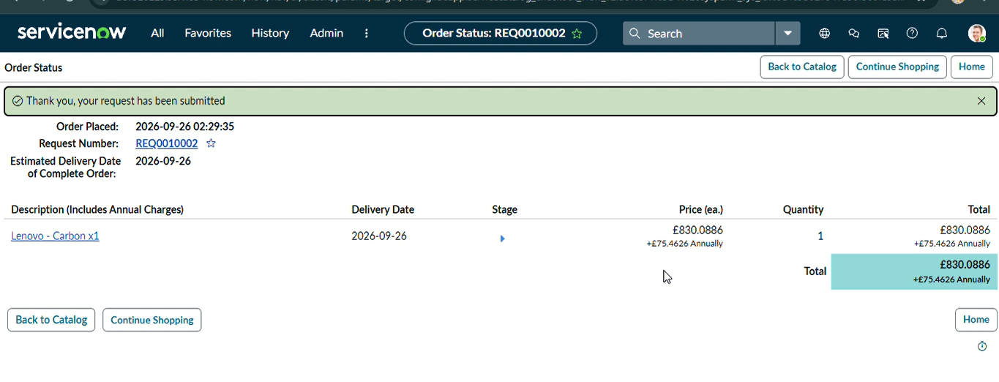 servicenow All Favorites History Admin Order Status: REQ0010002 Search
Order Status Back to Catalog Continue Shopping Home
Thank you, your request has been submitted
Order Placed: 2026-09-26 02:29:35
Request Number: REQ0010002
Estimated Delivery Date 2026-09-26
of Complete Order:
Description (Includes Annual Charges) Delivery Date Stage Price (ea.) Quantity Total
Lenovo - Carbon x1 2026-09-26 £830.0886 1 £830.0886
+£75.4626 Annually +£75.4626 Annually
Total £830.0886
+£75.4626 Annually
Back to Catalog Continue Shopping Home